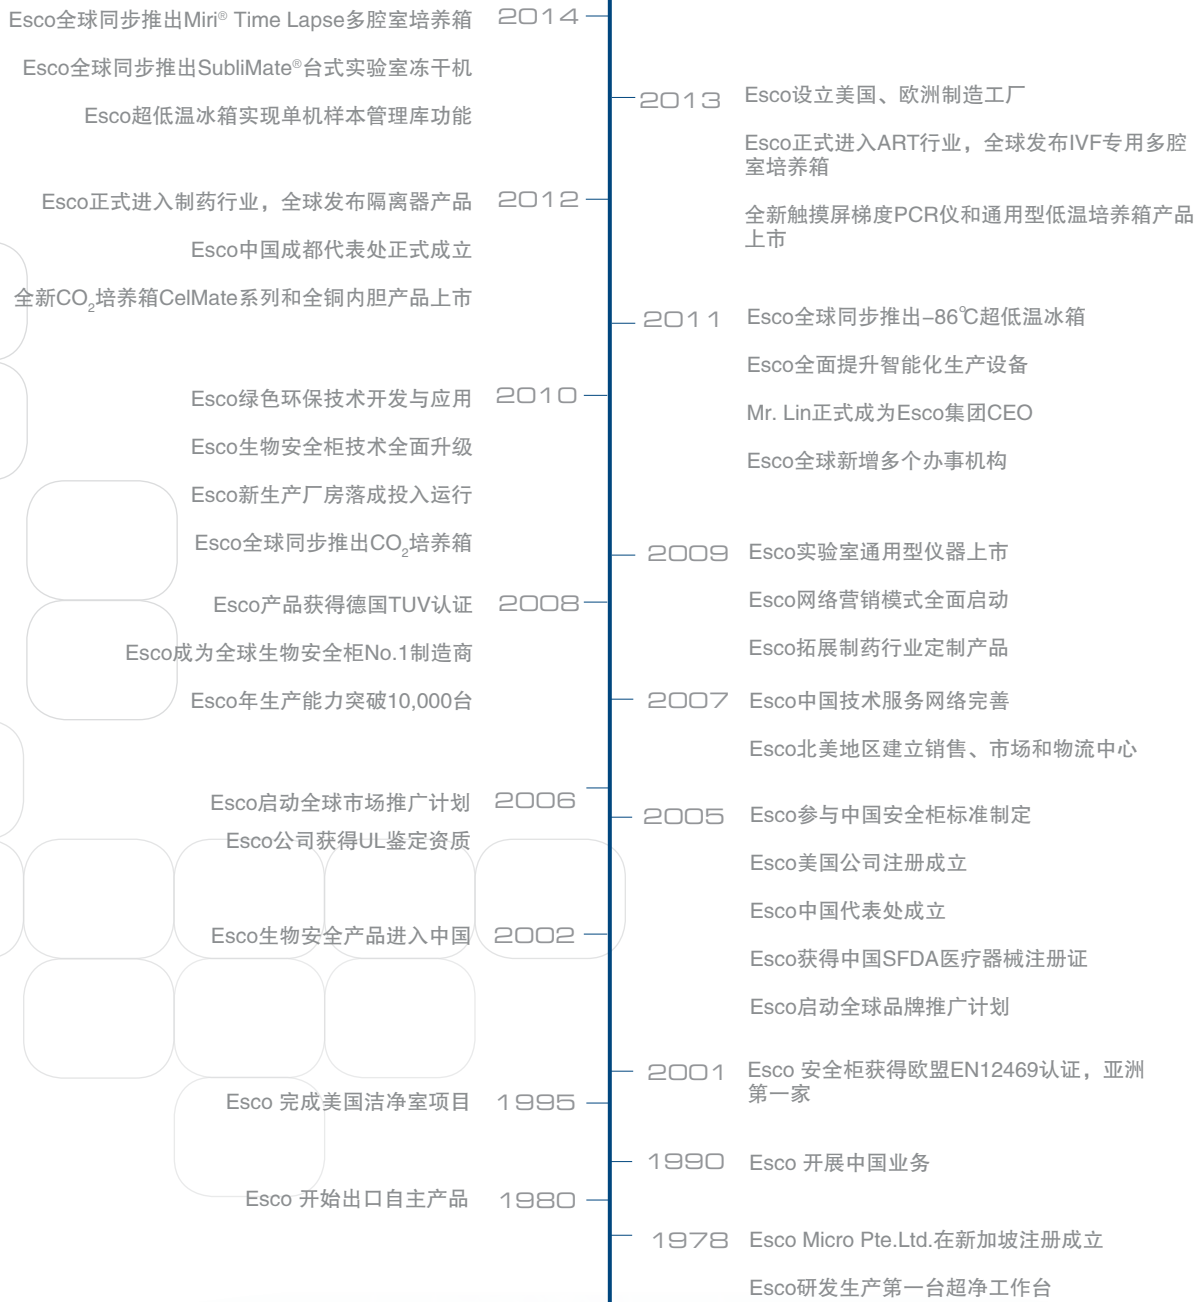 2014
Esco全球同步推出Miri® Time Lapse多腔室培养箱
Esco全球同步推出SubliMate®台式实验室冻干机
Esco超低温冰箱实现单机样本管理库功能
2013
Esco设立美国、欧洲制造工厂
Esco正式进入ART行业，全球发布IVF专用多腔
室培养箱
全新触摸屏梯度PCR仪和通用型低温培养箱产品
上市
2012
Esco正式进入制药行业，全球发布隔离器产品
Esco中国成都代表处正式成立
全新CO₂培养箱CelMate系列和全铜内胆产品上市
2011
Esco全球同步推出–86℃超低温冰箱
Esco全面提升智能化生产设备
Mr. Lin正式成为Esco集团CEO
Esco全球新增多个办事机构
2010
Esco绿色环保技术开发与应用
Esco生物安全柜技术全面升级
Esco新生产厂房落成投入运行
Esco全球同步推出CO₂培养箱
2009
Esco实验室通用型仪器上市
Esco网络营销模式全面启动
Esco拓展制药行业定制产品
2008
Esco产品获得德国TUV认证
Esco成为全球生物安全柜No.1制造商
Esco年生产能力突破10,000台
2007
Esco中国技术服务网络完善
Esco北美地区建立销售、市场和物流中心
2006
Esco启动全球市场推广计划
Esco公司获得UL鉴定资质
2005
Esco参与中国安全柜标准制定
Esco美国公司注册成立
Esco中国代表处成立
Esco获得中国SFDA医疗器械注册证
Esco启动全球品牌推广计划
2002
Esco生物安全产品进入中国
2001
Esco 安全柜获得欧盟EN12469认证，亚洲
第一家
1995
Esco 完成美国洁净室项目
1990
Esco 开展中国业务
1980
Esco 开始出口自主产品
1978
Esco Micro Pte.Ltd.在新加坡注册成立
Esco研发生产第一台超净工作台